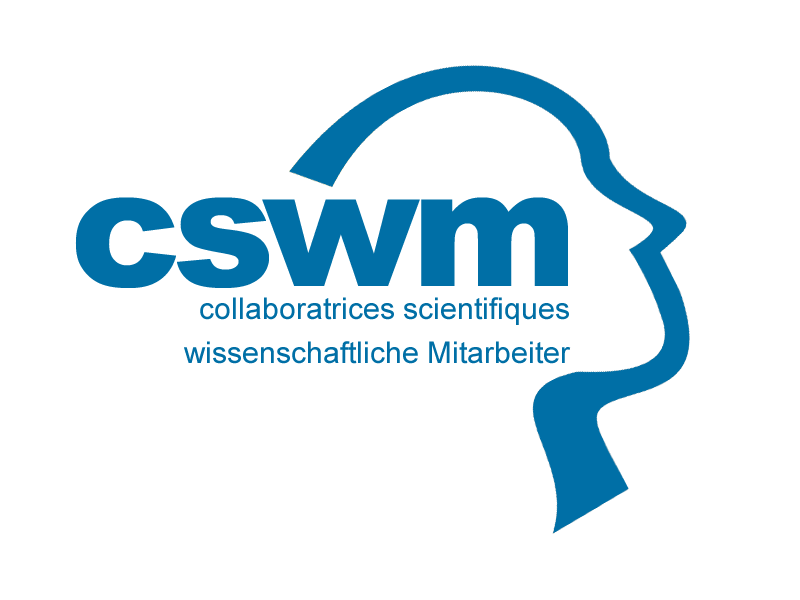 cswm
collaboratrices scientifiques
wissenschaftliche Mitarbeiter